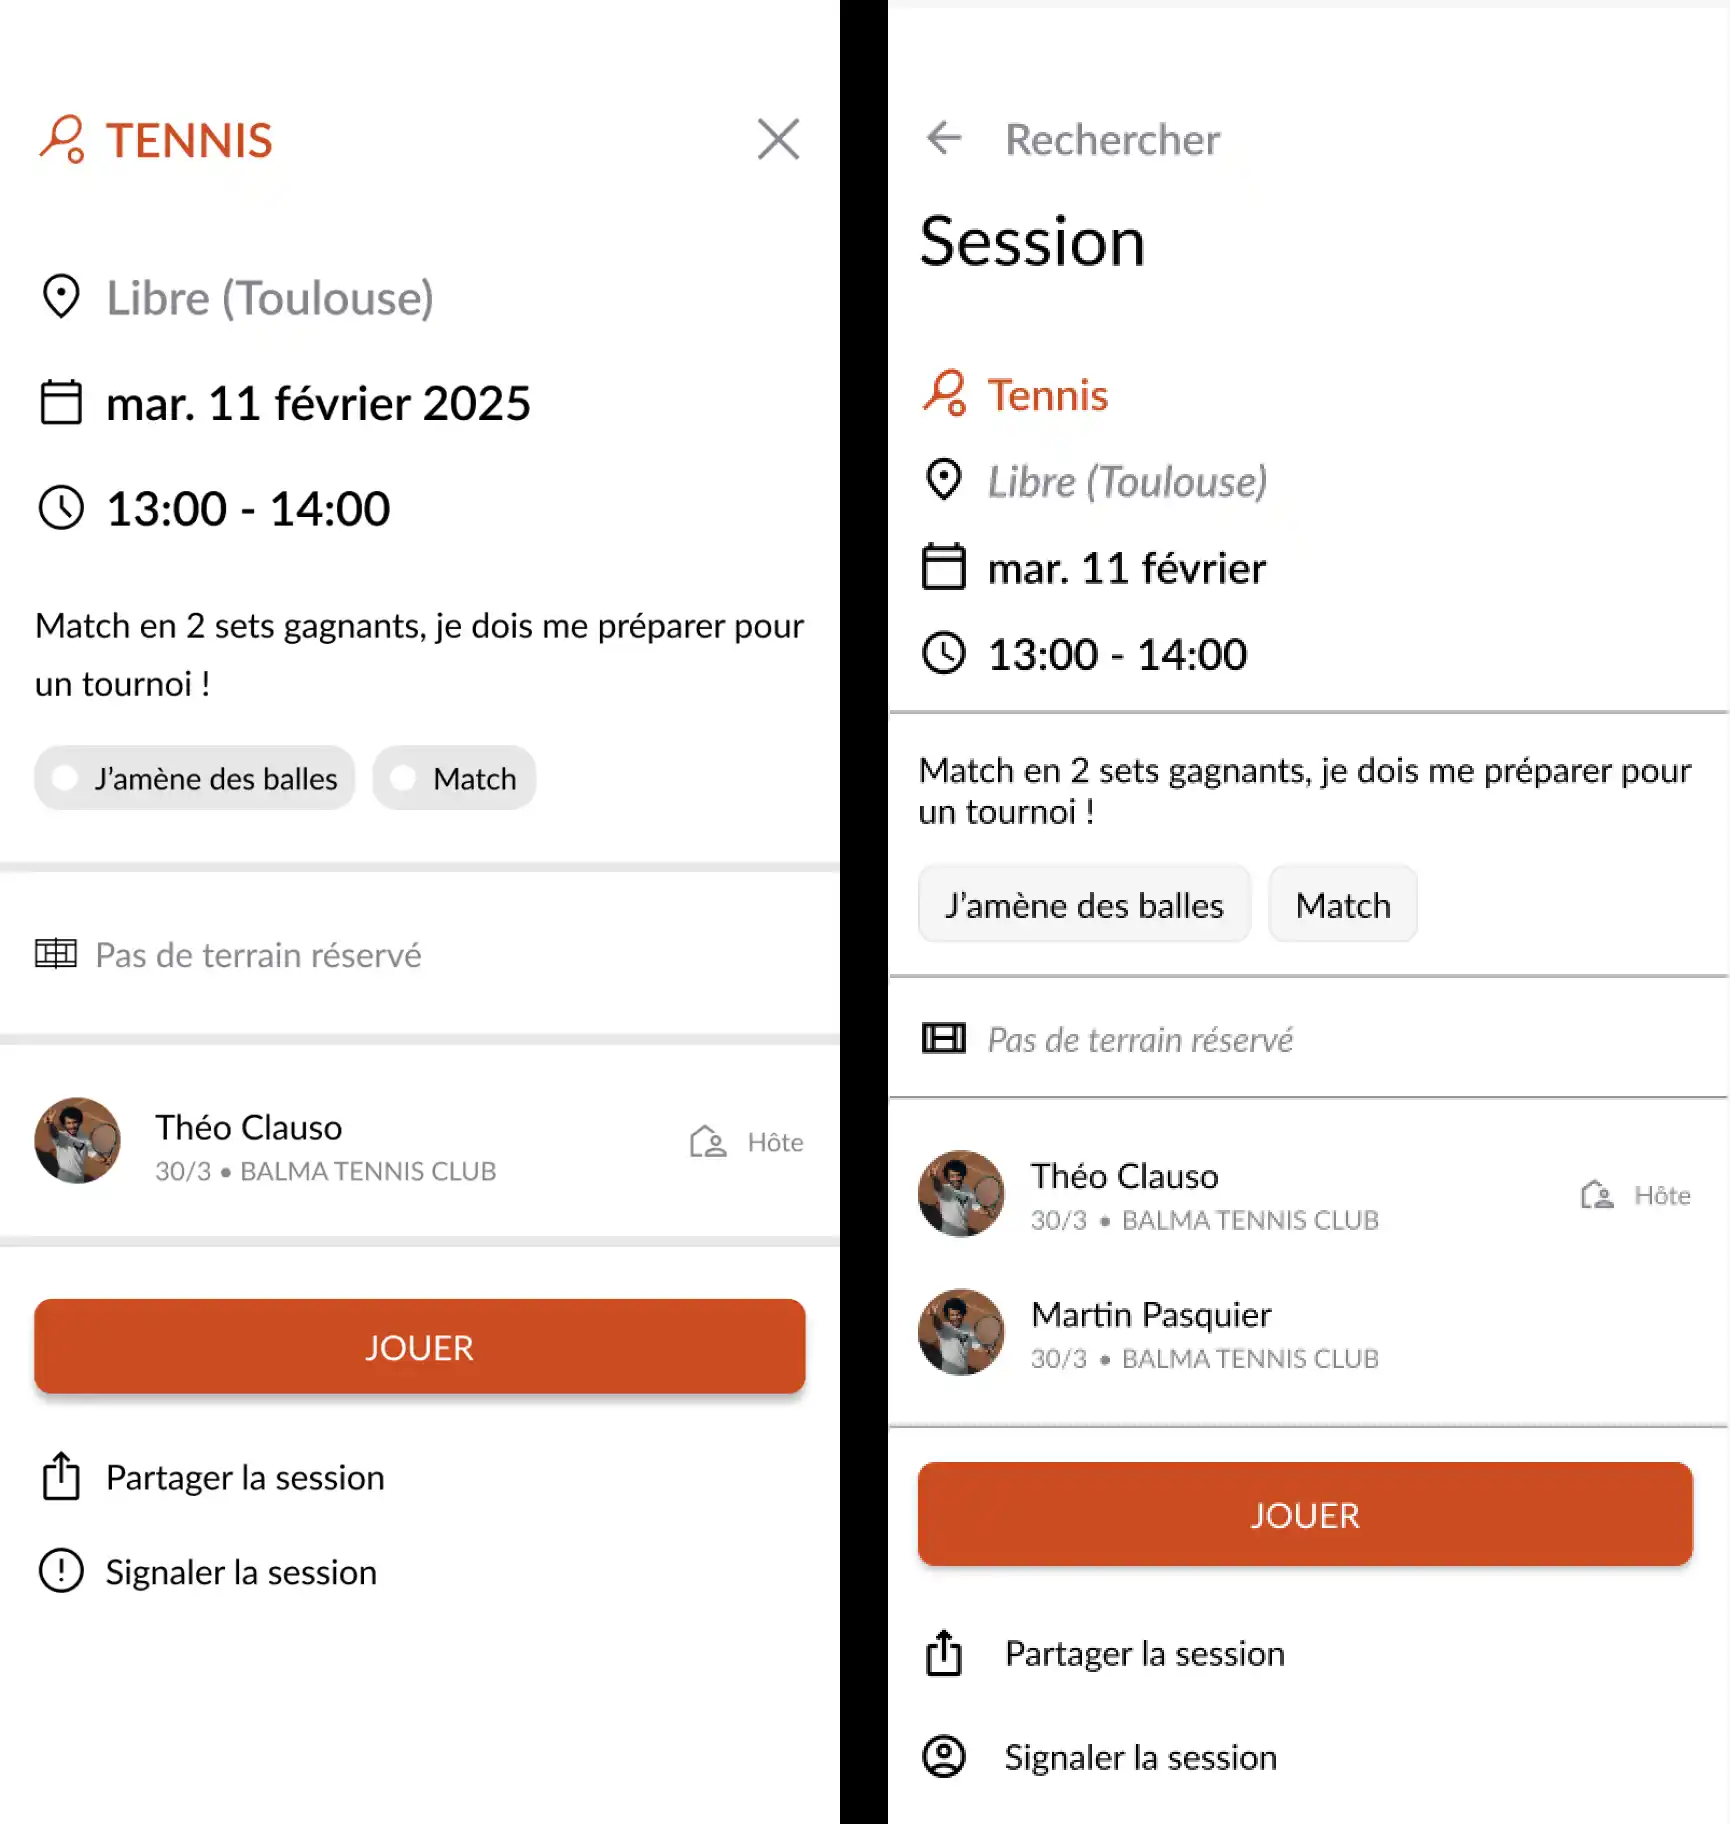 TENNIS
Libre (Toulouse)
mar. 11 février 2025
13:00 - 14:00
Match en 2 sets gagnants, je dois me préparer pour
un tournoi !
J'amène des balles
Match
Pas de terrain réservé
Théo Clauso
Hôte
30/3 • BALMA TENNIS CLUB
JOUER
Partager la session
Signaler la session
Rechercher
Session
Tennis
Libre (Toulouse)
mar. 11 février
13:00 - 14:00
Match en 2 sets gagnants, je dois me préparer pour
un tournoi !
J'amène des balles
Match
Pas de terrain réservé
Théo Clauso
Hôte
30/3 • BALMA TENNIS CLUB
Martin Pasquier
30/3 • BALMA TENNIS CLUB
JOUER
Partager la session
Signaler la session